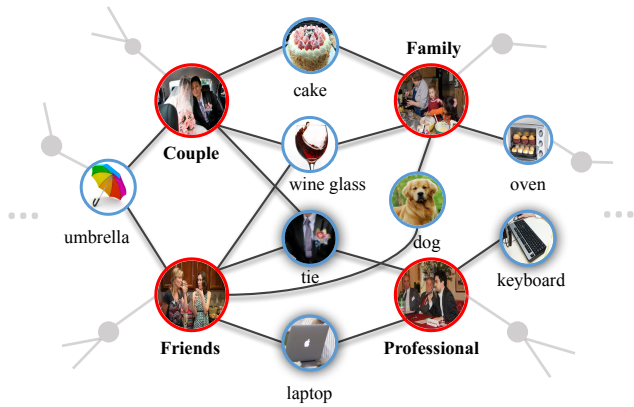 Family
cake
Couple
wine glass
oven
umbrella
dog
tie
keyboard
Friends
Professional
laptop